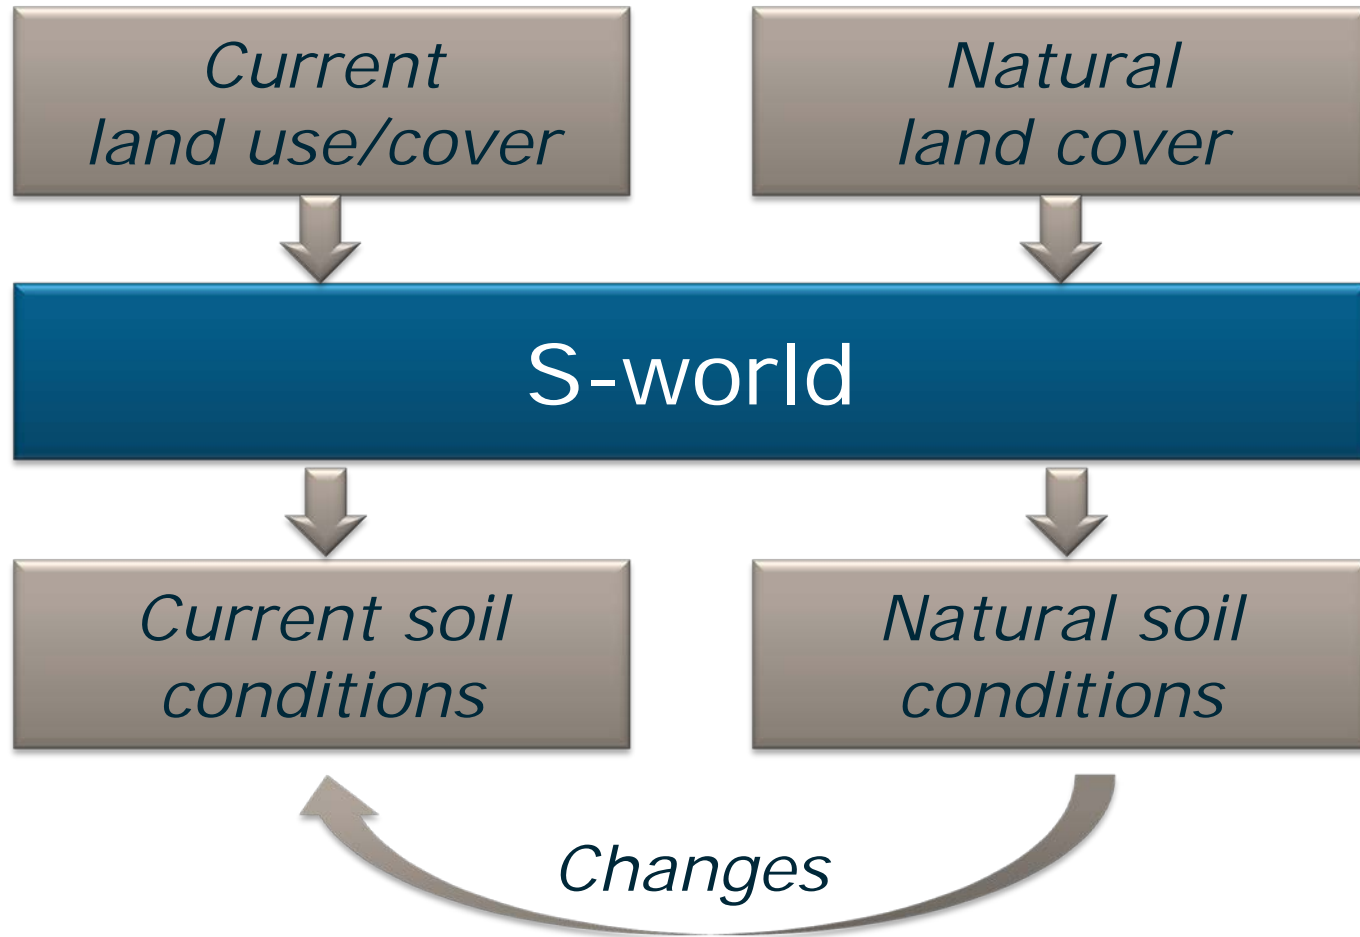 Current
land use/cover
Natural
land cover
S-world
Current soil
conditions
Natural soil
conditions
Changes